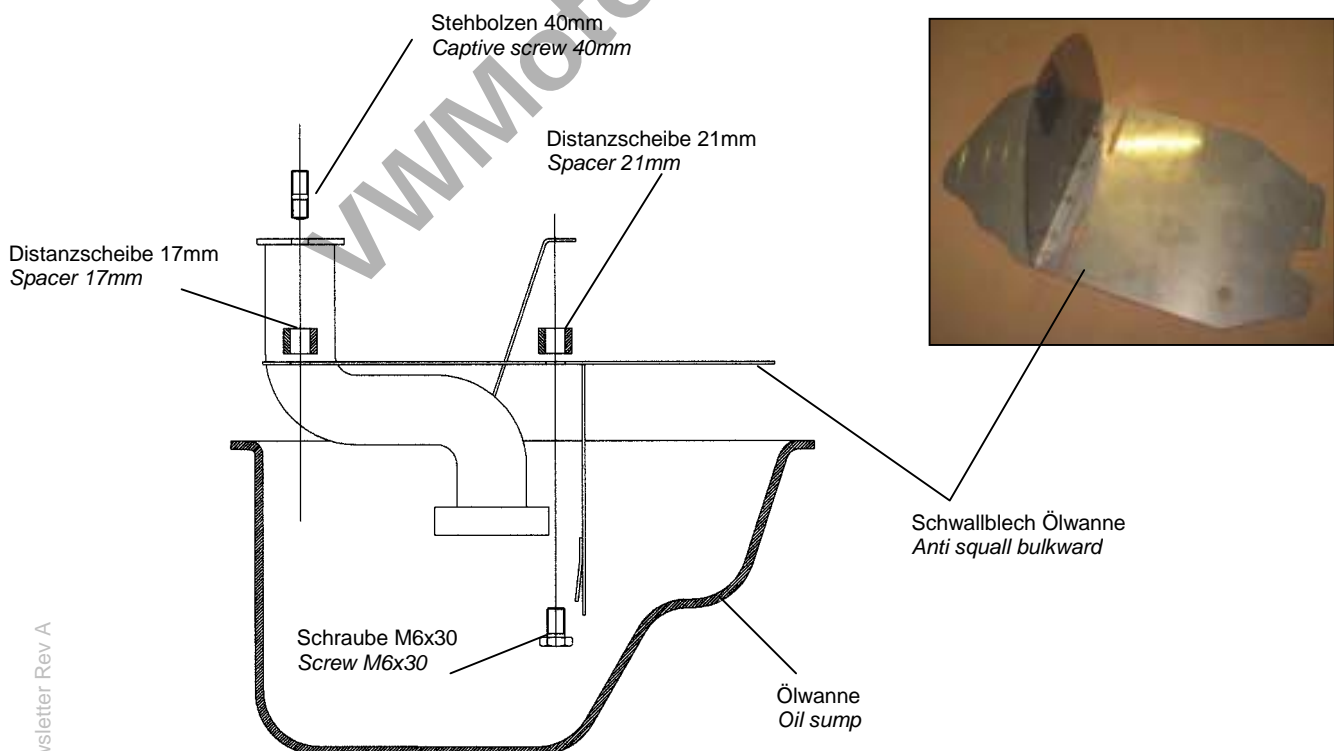 Stehbolzen 40mm
Captive screw 40mm
Distanzscheibe 21mm
Spacer 21mm
Distanzscheibe 17mm
Spacer 17mm
Schwallblech Ölwanne
Anti squall bulkward
Schraube M6x30
Screw M6x30
Ölwanne
Oil sump
Rev A